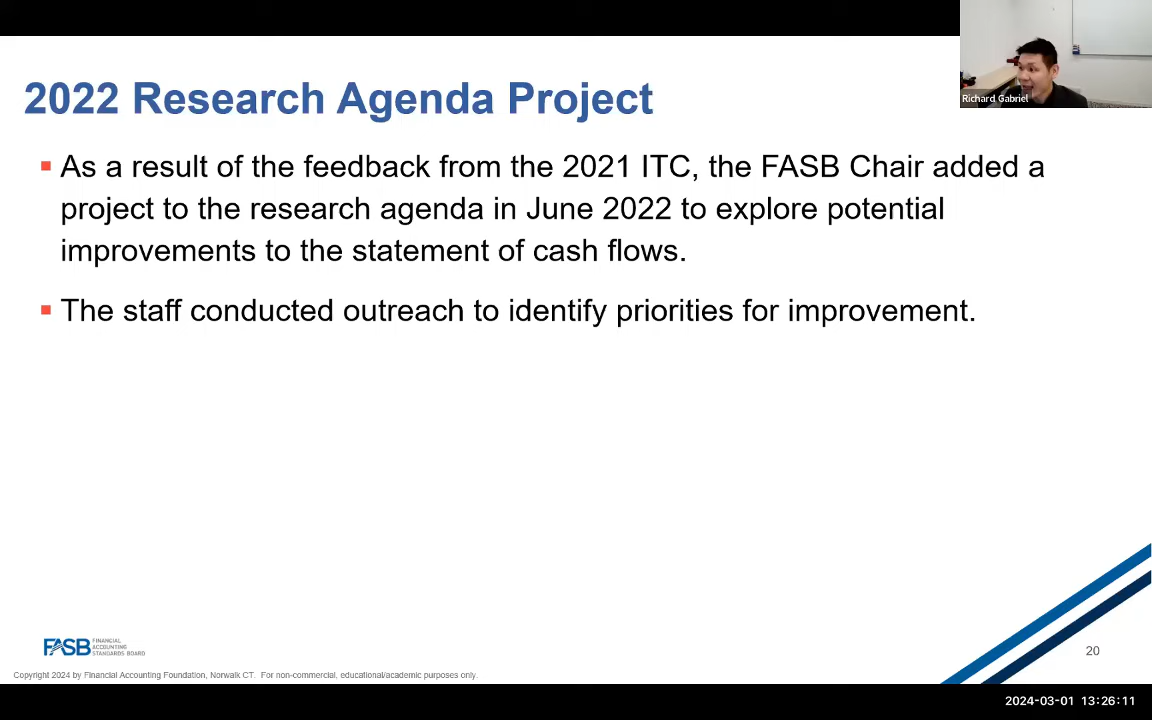 Richard Gabriel
2022 Research Agenda Project
As a result of the feedback from the 2021 ITC, the FASB Chair added a
project to the research agenda in June 2022 to explore potential
improvements to the statement of cash flows.
The staff conducted outreach to identify priorities for improvement.
FASB
FINANCIAL
ACCOUNTING
STANDARDS BOARD
20
Copyright 2024 by Financial Accounting Foundation, Norwalk CT. For non-commercial, educational/academic purposes only.
2024-03-01 13:26:11